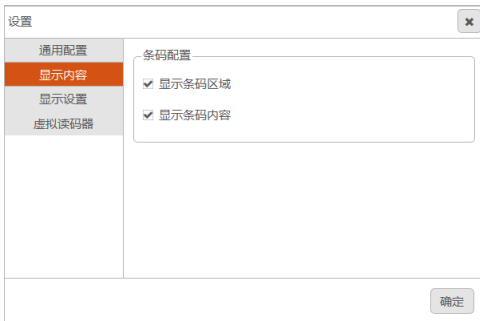 设置
通用配置
显示内容
显示设置
虚拟读码器
条码配置
显示条码区域
显示条码内容
确定